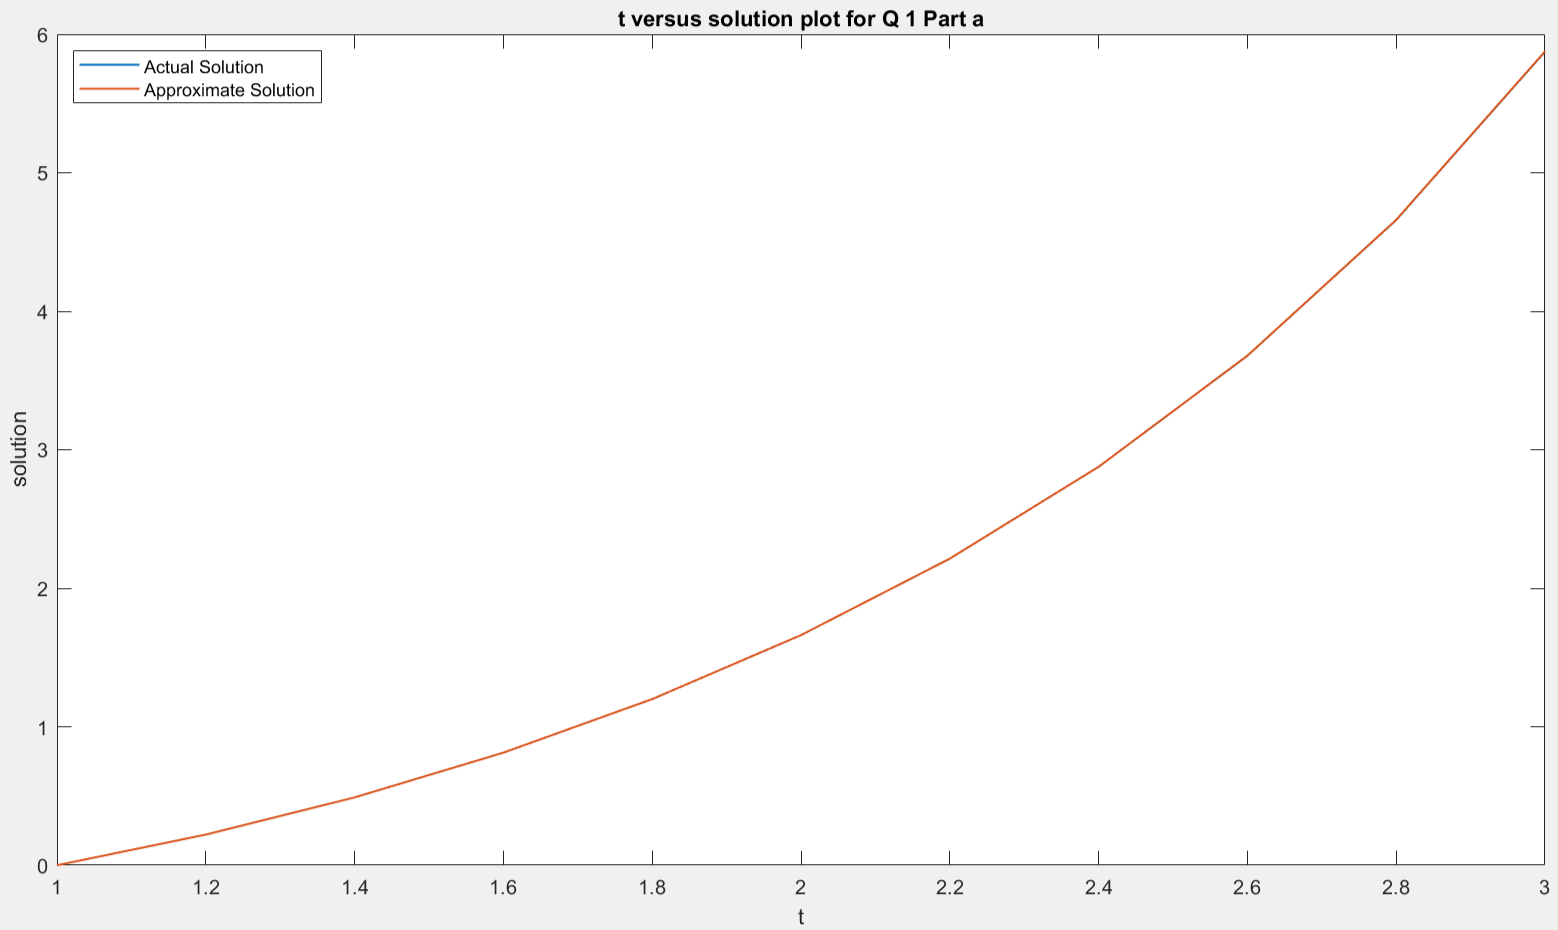 t versus solution plot for Q 1 Part a
Actual Solution
Approximate Solution
6
5
4
3
2
1
0
solution
1 1.2 1.4 1.6 1.8 2 2.2 2.4 2.6 2.8 3
t